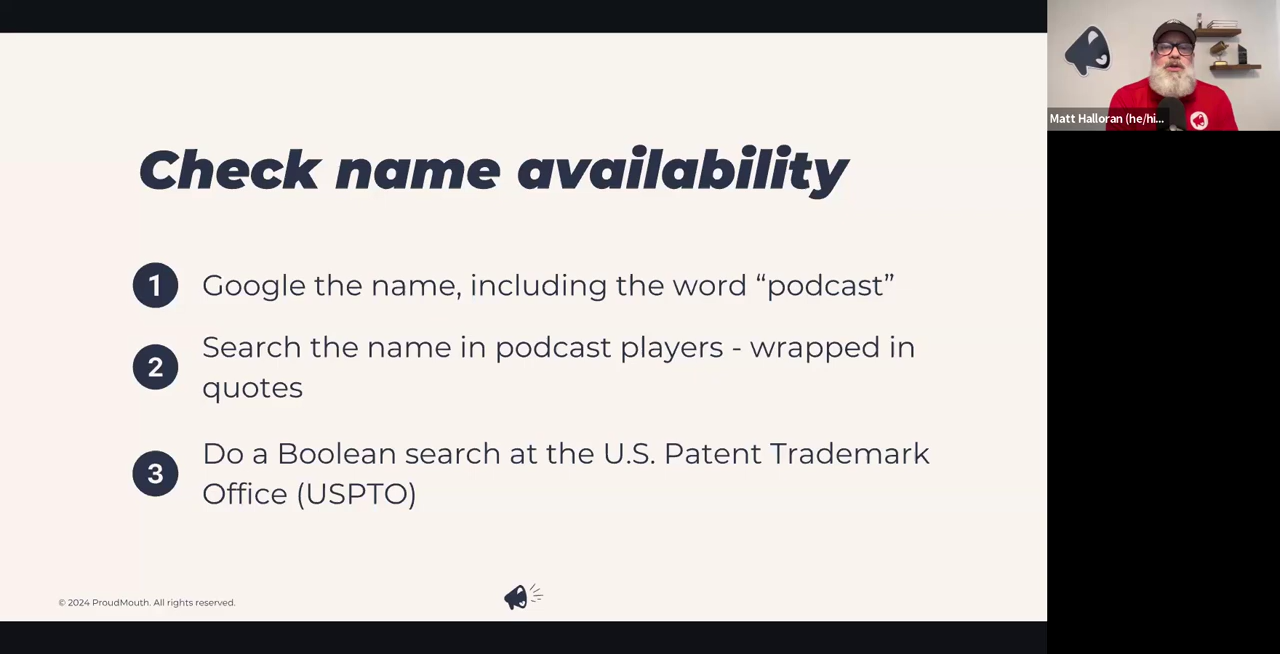 Check name availability
1 Google the name, including the word “podcast”
2 Search the name in podcast players - wrapped in
quotes
3 Do a Boolean search at the U.S. Patent Trademark
Office (USPTO)
© 2024 ProudMouth. All rights reserved.
Matt Halloran (he/hi...